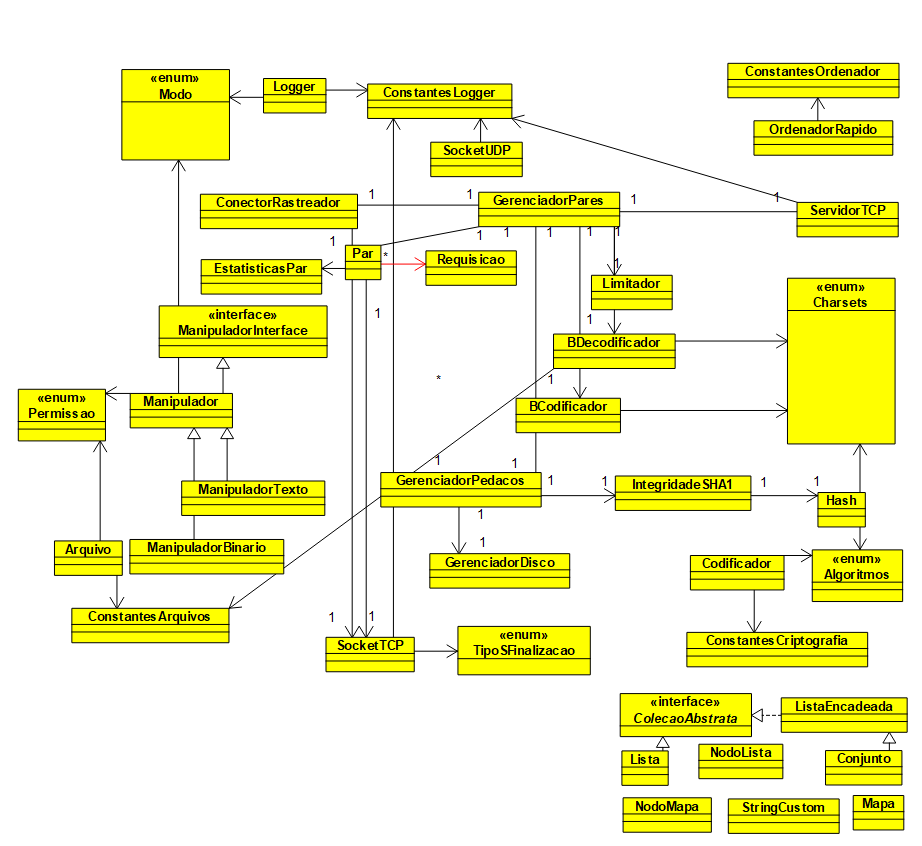 ConstantesOrdenador
«enum»
Modo
Logger
ConstantesLogger
OrdenadorRapido
SocketUDP
ConectorRastreador
1
1
GerenciadorPares
1
1
ServidorTCP
1
*
1
1
1
1
1
Par
EstatisticasPar
Requisicao
1
Limitador
«enum»
Charsets
«interface»
ManipuladorInterface
1
1
BDecodificador
*
1
«enum»
Permissao
Manipulador
BCodificador
1
1
GerenciadorPedacos
1
1
IntegridadeSHA1
1
1
ManipuladorTexto
Hash
1
1
Arquivo
ManipuladorBinario
GerenciadorDisco
Codificador
«enum»
Algoritmos
ConstantesArquivos
1
1
SocketTCP
«enum»
TipoSFinalizacao
ConstantesCriptografia
«interface»
ColecaoAbstrata
ListaEncadeada
Lista
NodoLista
Conjunto
NodoMapa
StringCustom
Mapa